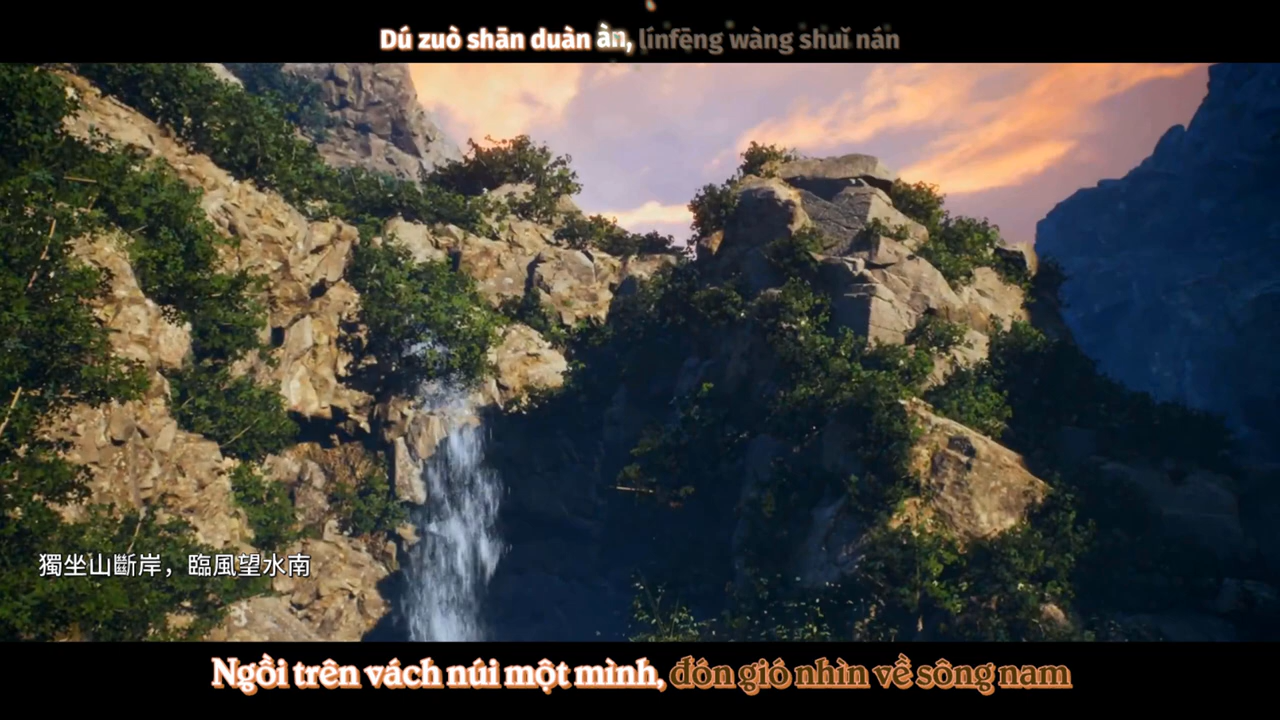 Dú zuò shān duàn àn, línfēng wàng shuǐ nán
獨坐山斷岸，臨風望水南
Ngồi trên vách núi một mình, đón gió nhìn về sông nam